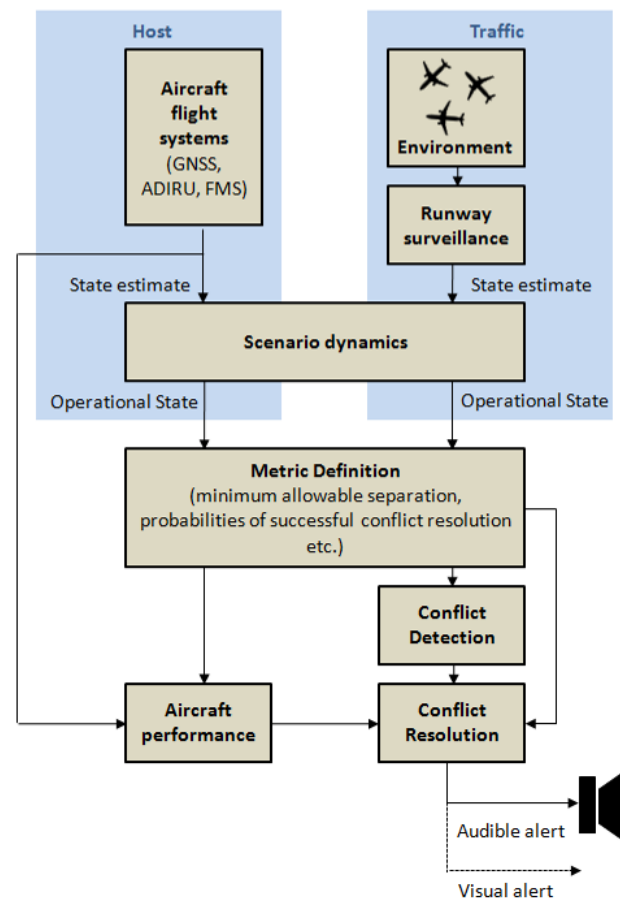 Host
Traffic
Aircraft
flight
systems
(GNSS,
ADIRU, FMS)
Environment
Runway
surveillance
State estimate
State estimate
Scenario dynamics
Operational State
Operational State
Metric Definition
(minimum allowable separation,
probabilities of successful conflict resolution
etc.)
Conflict
Detection
Aircraft
performance
Conflict
Resolution
Audible alert
Visual alert